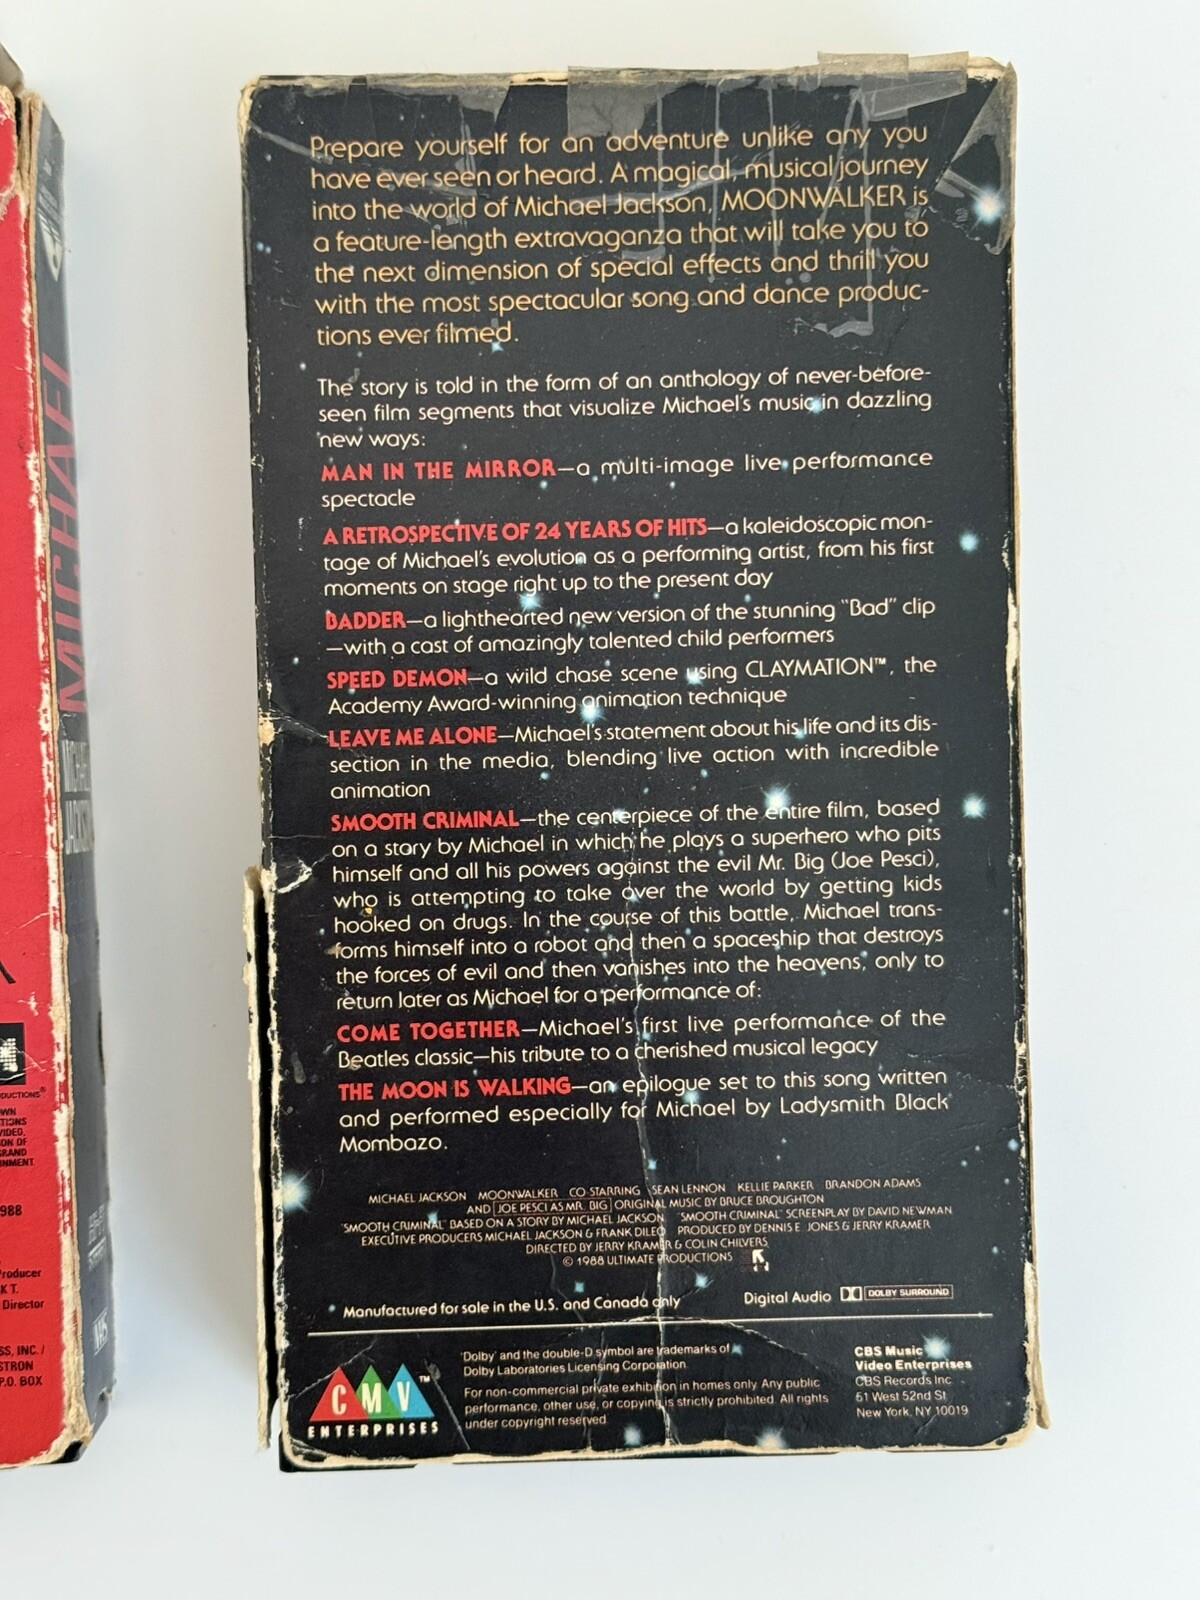 Prepare yourself for an adventure unlike any you
have ever seen or heard. A magical, musical journey
into the world of Michael Jackson, MOONWALKER is
a feature-length extravaganza that will take you to
the next dimension of special effects and thrill you
with the most spectacular song and dance produc-
tions ever filmed.
The story is told in the form of an anthology of never-before-
seen film segments that visualize Michael's music in dazzling
new ways:
MAN IN THE MIRROR—a multi-image live performance
spectacle
A RETROSPECTIVE OF 24 YEARS OF HITS—a kaleidoscopic mon-
tage of Michael's evolution as a performing artist, from his first
moments on stage right up to the present day
BADDER—a lighthearted new version of the stunning "Bad" clip
—with a cast of amazingly talented child performers
SPEED DEMON—a wild chase scene using CLAYMATION™, the
Academy Award-winning animation technique
LEAVE ME ALONE—Michael's statement about his life and its dis-
section in the media, blending live action with incredible
animation
SMOOTH CRIMINAL—the centerpiece of the entire film, based
on a story by Michael in which he plays a superhero who pits
himself and all his powers against the evil Mr. Big (Joe Pesci),
who is attempting to take over the world by getting kids
hooked on drugs. In the course of this battle, Michael trans-
forms himself into a robot and then a spaceship that destroys
the forces of evil and then vanishes into the heavens, only to
return later as Michael for a performance of:
COME TOGETHER—Michael's first live performance of the
Beatles classic—his tribute to a cherished musical legacy
THE MOON IS WALKING—an epilogue set to this song written
and performed especially for Michael by Ladysmith Black
Mombazo.
MICHAEL JACKSON MOONWALKER CO-STARRING SEAN LENNON KELLIE PARKER BRANDON ADAMS
AND JOE PESCI AS MR. BIG ORIGINAL MUSIC BY BRUCE BROUGHTON
"SMOOTH CRIMINAL" BASED ON A STORY BY MICHAEL JACKSON "SMOOTH CRIMINAL" SCREENPLAY BY DAVID NEWMAN
EXECUTIVE PRODUCERS MICHAEL JACKSON & FRANK DILEO PRODUCED BY DENNIS E. JONES & JERRY KRAMER
DIRECTED BY JERRY KRAMER & COLIN CHILVERS
© 1988 ULTIMATE PRODUCTIONS
Manufactured for sale in the U.S. and Canada only
Digital Audio DOLBY SURROUND
CMV™
ENTERPRISES
'Dolby' and the double-D symbol are trademarks of
Dolby Laboratories Licensing Corporation.
For non-commercial private exhibition in homes only. Any public
performance, other use, or copying is strictly prohibited. All rights
under copyright reserved.
CBS Music
Video Enterprises
CBS Records Inc.
51 West 52nd St.
New York, NY 10019
MICHAEL
JACKSON
VHS
DUCTIONS®
WN
TIONS
VIDEO,
ON OF
GRAND
INMENT
988
Producer
K T.
Director
SS, INC. /
STRON
P.O. BOX